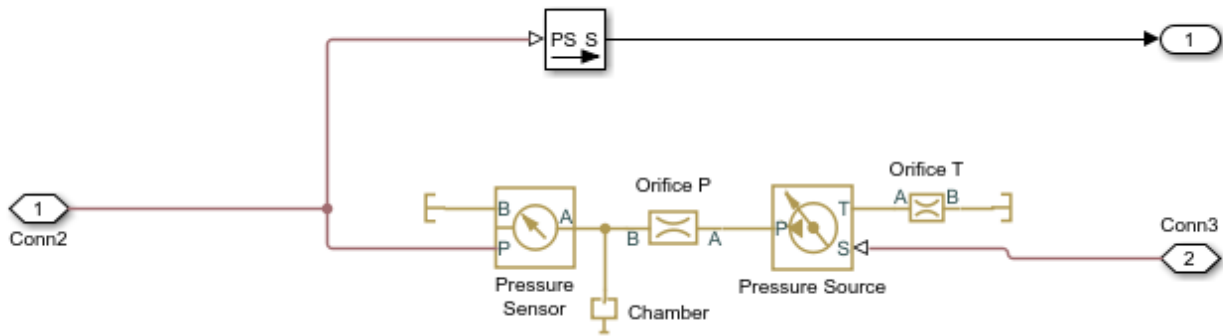 PS S
1
Orifice T
Orifice P
A B
B
A
T
1
Conn2
P
B
A
P
S
Conn3
2
Pressure
Sensor
Pressure Source
Chamber